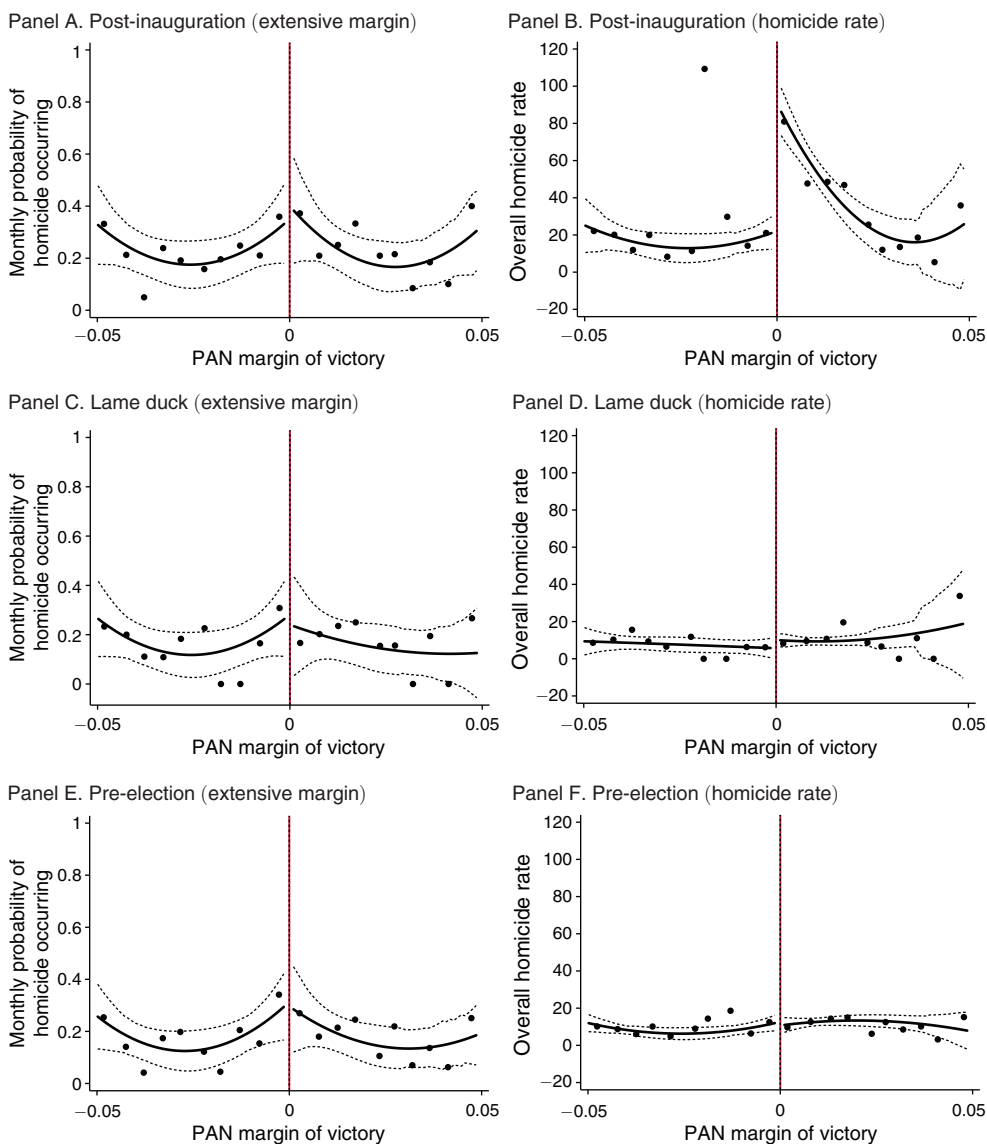 Panel A. Post-inauguration (extensive margin)
Monthly probability of
homicide occurring
1
0.8
0.6
0.4
0.2
0
−0.05
0
0.05
PAN margin of victory
Panel B. Post-inauguration (homicide rate)
Overall homicide rate
120
100
80
60
40
20
0
−20
−0.05
0
0.05
PAN margin of victory
Panel C. Lame duck (extensive margin)
Monthly probability of
homicide occurring
1
0.8
0.6
0.4
0.2
0
−0.05
0
0.05
PAN margin of victory
Panel D. Lame duck (homicide rate)
Overall homicide rate
120
100
80
60
40
20
0
−20
−0.05
0
0.05
PAN margin of victory
Panel E. Pre-election (extensive margin)
Monthly probability of
homicide occurring
1
0.8
0.6
0.4
0.2
0
−0.05
0
0.05
PAN margin of victory
Panel F. Pre-election (homicide rate)
Overall homicide rate
120
100
80
60
40
20
0
−20
−0.05
0
0.05
PAN margin of victory